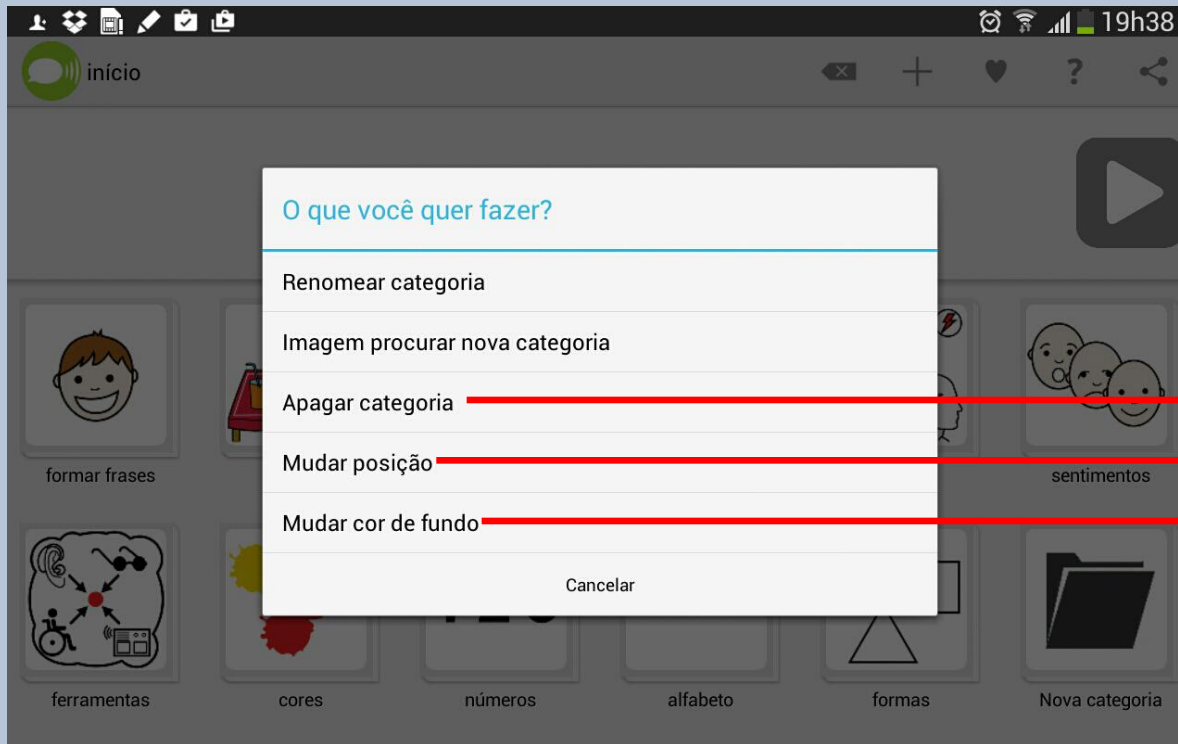 19h38
início
?
O que você quer fazer?
Renomear categoria
Imagem procurar nova categoria
Apagar categoria
Mudar posição
Mudar cor de fundo
Cancelar
formar frases
sentimentos
ferramentas
cores
números
alfabeto
formas
Nova categoria